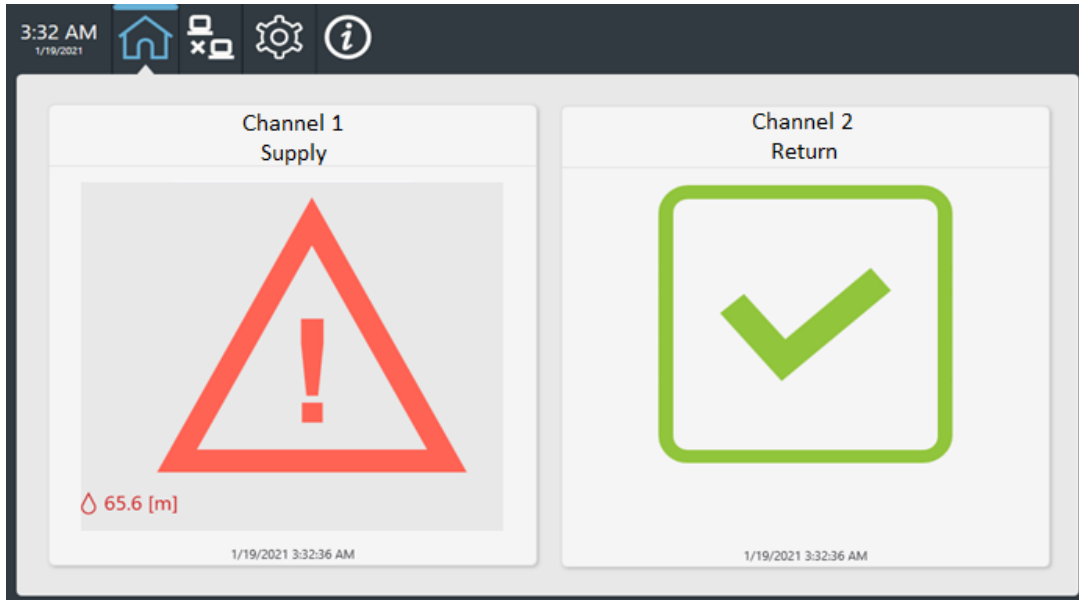 3:32 AM
1/19/2021
Channel 1
Supply
65.6 [m]
1/19/2021 3:32:36 AM
Channel 2
Return
1/19/2021 3:32:36 AM